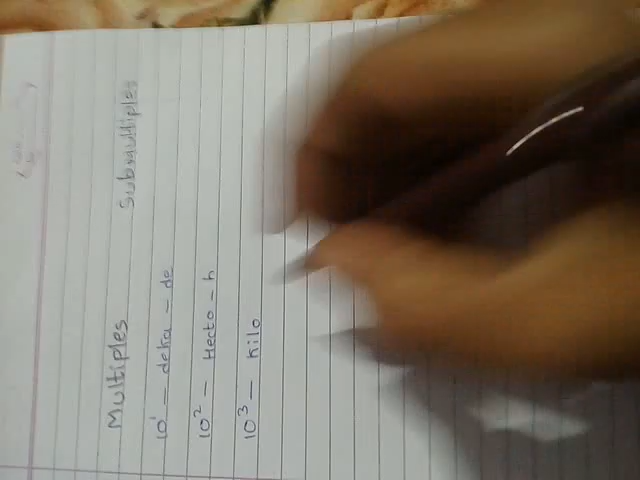 Multiples Submultiples
10¹ - deka - da
10² - Hecto - h
10³ - Kilo